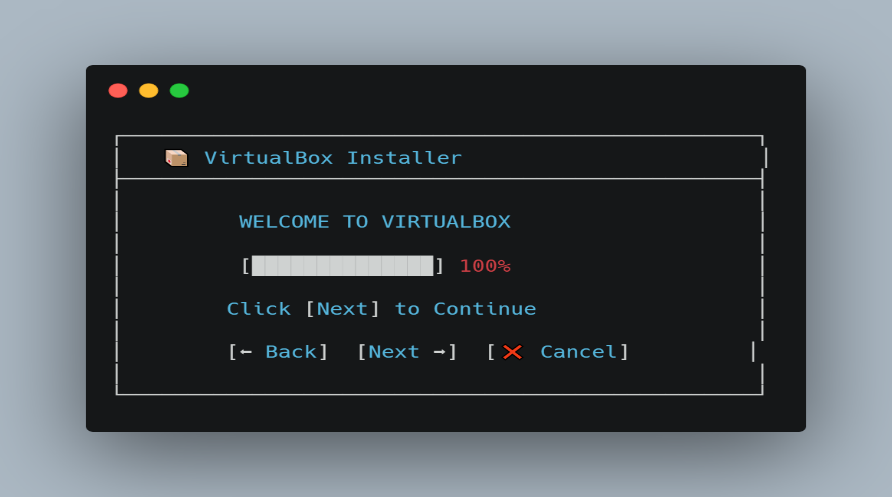 📦 VirtualBox Installer
WELCOME TO VIRTUALBOX
[██████████████] 100%
Click [Next] to Continue
[← Back] [Next →] [❌ Cancel]